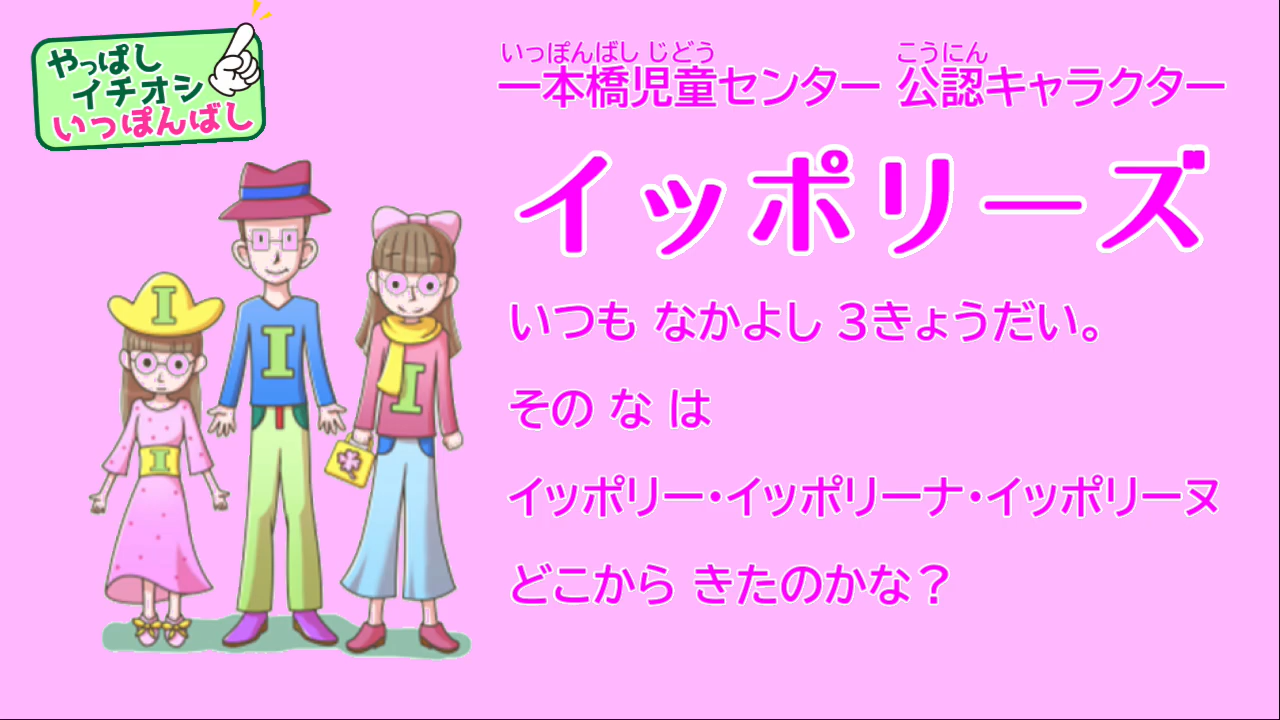 やっぱし
イチオシ
いっぽんばし
いっぽんばし じどう こうにん
一本橋児童センター 公認キャラクター
イッポリーズ
いつも なかよし 3きょうだい。
その な は
イッポリー・イッポリーナ・イッポリーヌ
どこから きたのかな？
I
I
I
I